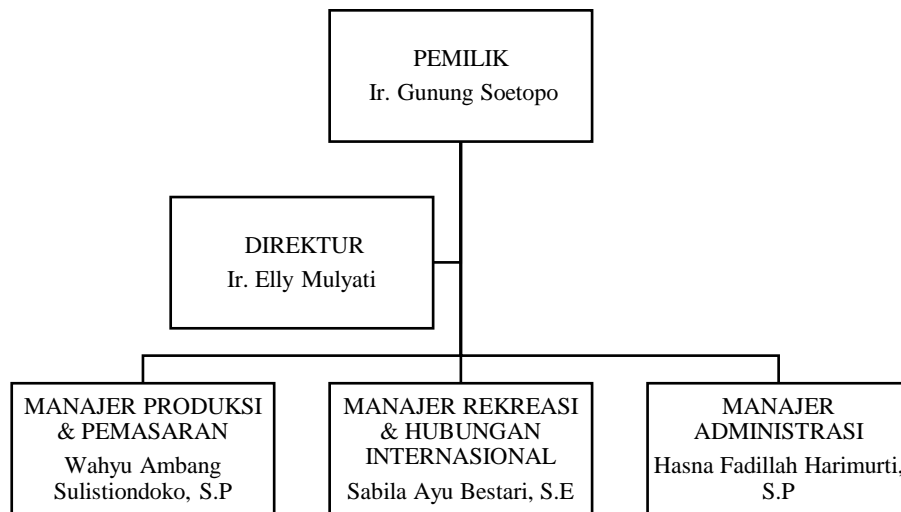 PEMILIK
Ir. Gunung Soetopo
DIREKTUR
Ir. Elly Mulyati
MANAJER PRODUKSI
& PEMASARAN
Wahyu Ambang
Sulistiondoko, S.P
MANAJER REKREASI
& HUBUNGAN
INTERNASIONAL
Sabila Ayu Bestari, S.E
MANAJER
ADMINISTRASI
Hasna Fadillah Harimurti,
S.P